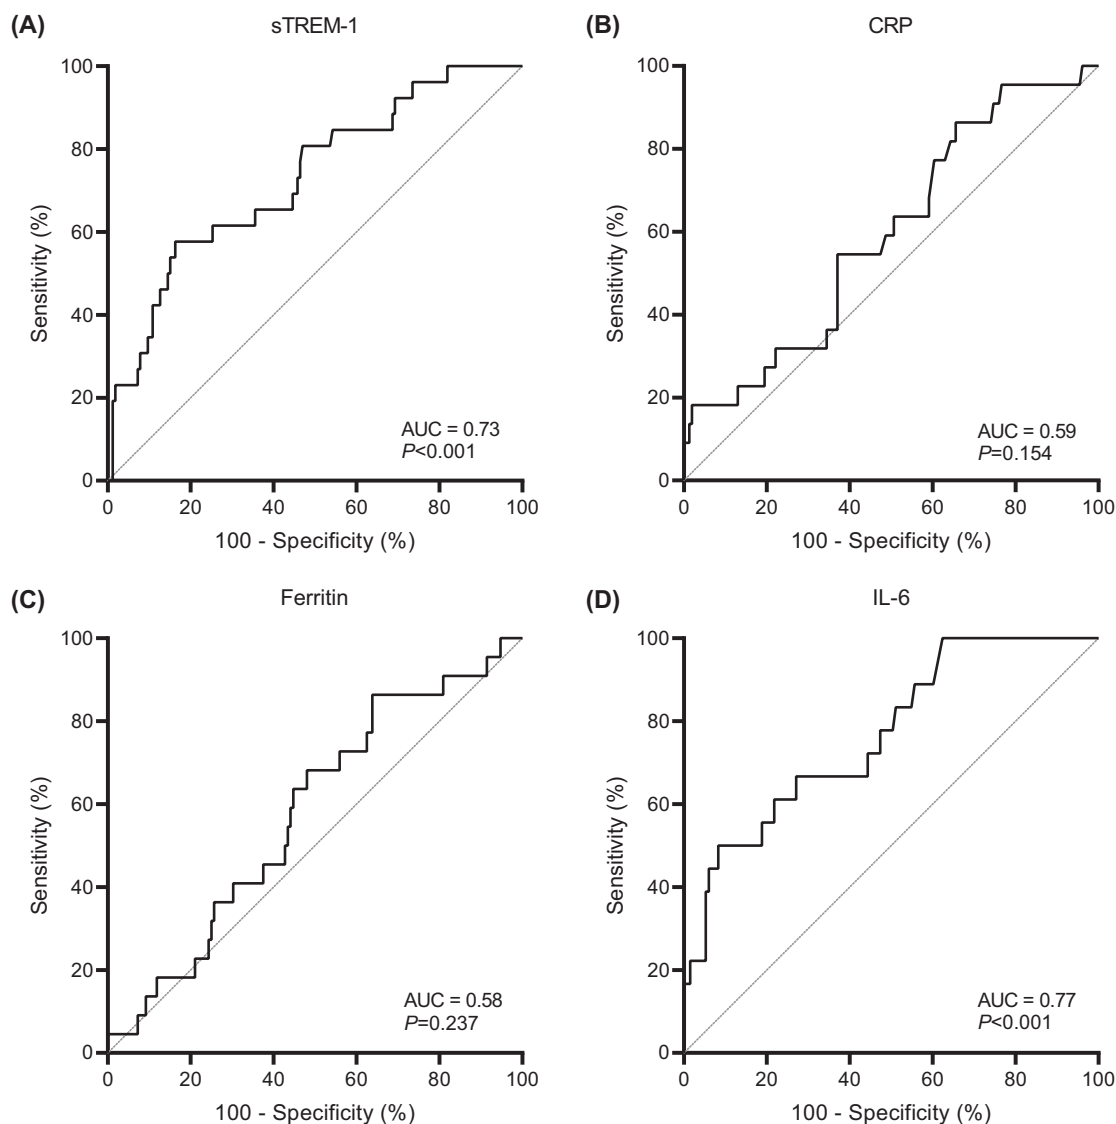 (A)
sTREM-1
100
80
60
40
20
0
Sensitivity (%)
AUC = 0.73
P<0.001
0 20 40 60 80 100
100 - Specificity (%)
(B)
CRP
100
80
60
40
20
0
Sensitivity (%)
AUC = 0.59
P=0.154
0 20 40 60 80 100
100 - Specificity (%)
(C)
Ferritin
100
80
60
40
20
0
Sensitivity (%)
AUC = 0.58
P=0.237
0 20 40 60 80 100
100 - Specificity (%)
(D)
IL-6
100
80
60
40
20
0
Sensitivity (%)
AUC = 0.77
P<0.001
0 20 40 60 80 100
100 - Specificity (%)